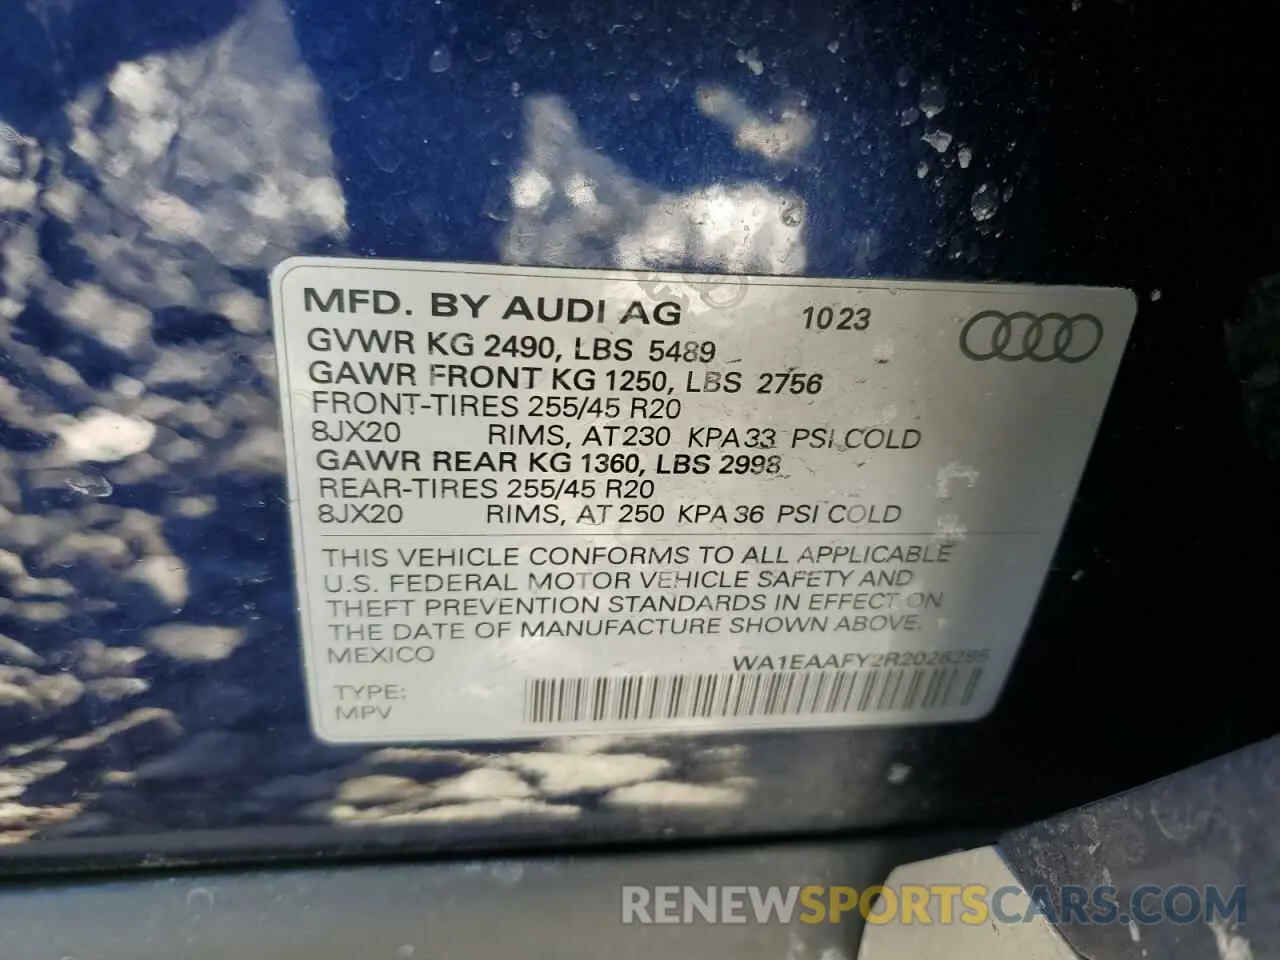 MFD. BY AUDI AG 10 23
GVWR KG 2490, LBS 5489
GAWR FRONT KG 1250, LBS 2756
FRONT-TIRES 255/45 R20
8JX20 RIMS, AT 230 KPA 33 PSI COLD
GAWR REAR KG 1360, LBS 2998
REAR-TIRES 255/45 R20
8JX20 RIMS, AT 250 KPA 36 PSI COLD
THIS VEHICLE CONFORMS TO ALL APPLICABLE
U.S. FEDERAL MOTOR VEHICLE SAFETY AND
THEFT PREVENTION STANDARDS IN EFFECT ON
THE DATE OF MANUFACTURE SHOWN ABOVE.
MEXICO
TYPE:
MPV
RENEWSPORTSCARS.COM